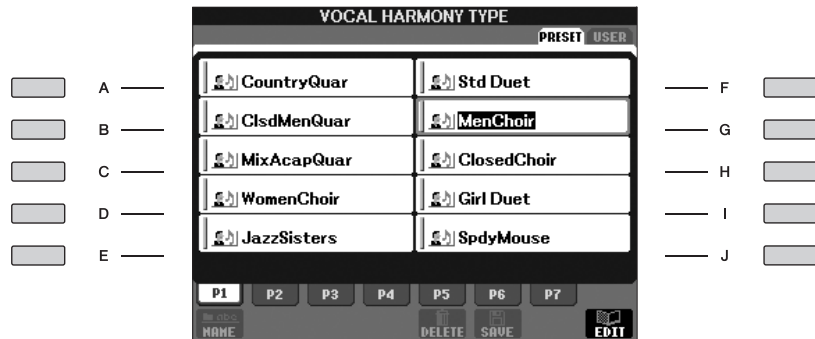 VOCAL HARMONY TYPE
PRESET USER
A CountryQuar Std Duet F
B ClsdMenQuar MenChoir G
C MixAcapQuar ClosedChoir H
D WomenChoir Girl Duet I
E JazzSisters SpdyMouse J
P1 P2 P3 P4 P5 P6 P7
abc
NAME DELETE SAVE EDIT